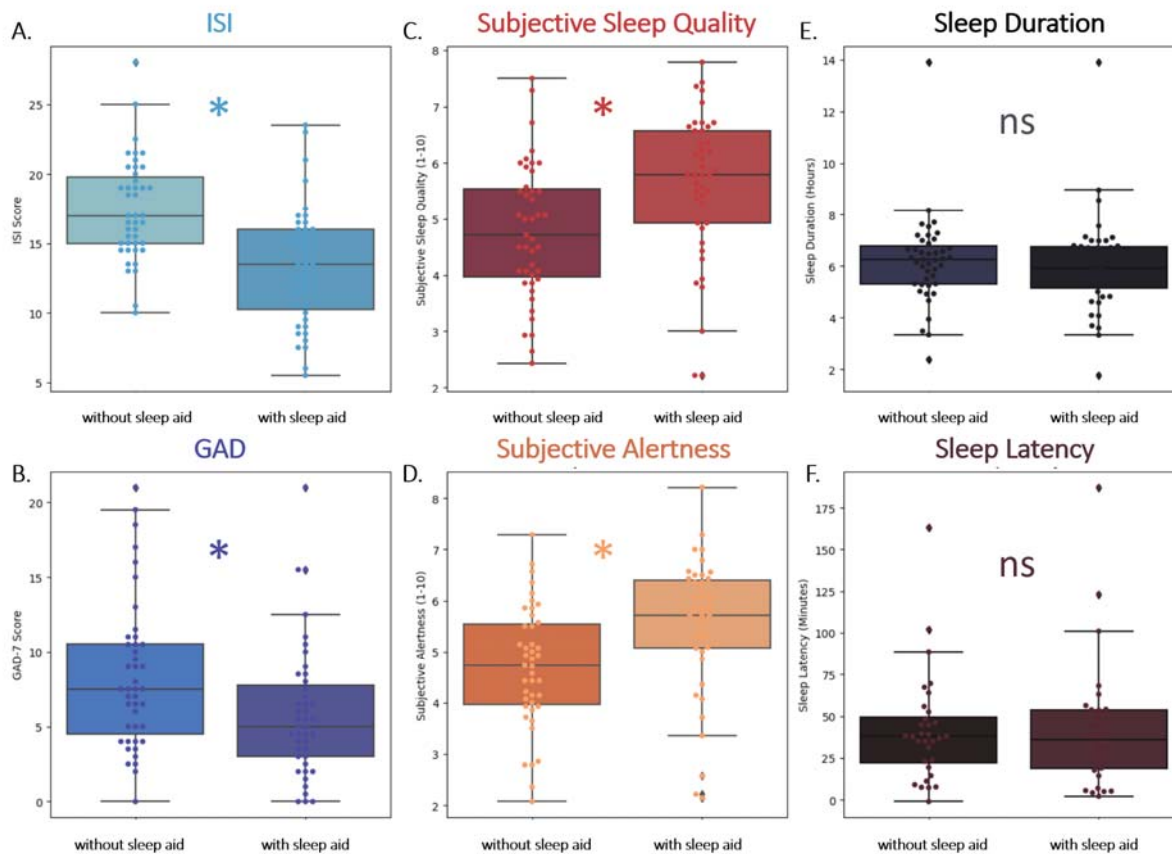 A.
ISI
ISI Score
25
20
15
10
5
*
without sleep aid
with sleep aid
C.
Subjective Sleep Quality
Subjective Sleep Quality (1-10)
8
7
6
5
4
3
2
*
without sleep aid
with sleep aid
E.
Sleep Duration
Sleep Duration (Hours)
14
12
10
8
6
4
2
ns
without sleep aid
with sleep aid
B.
GAD
GAD-7 Score
20
15
10
5
0
*
without sleep aid
with sleep aid
D.
Subjective Alertness
Subjective Alertness (1-10)
8
7
6
5
4
3
2
*
without sleep aid
with sleep aid
F.
Sleep Latency
Sleep Latency (Minutes)
175
150
125
100
75
50
25
0
ns
without sleep aid
with sleep aid